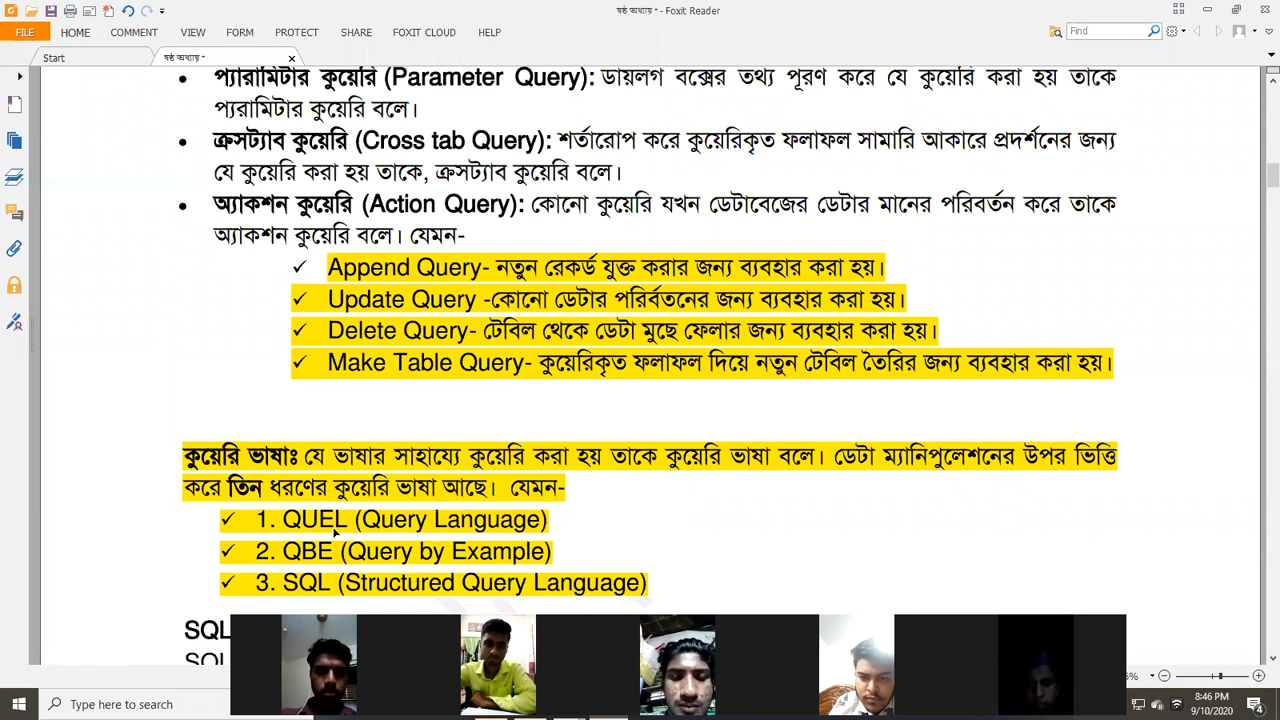 ষষ্ঠ অধ্যায় * - Foxit Reader
FILE HOME COMMENT VIEW FORM PROTECT SHARE FOXIT CLOUD HELP Find
Start ষষ্ঠ অধ্যায় *
• প্যারামিটার কুয়েরি (Parameter Query): ডায়লগ বক্সের তথ্য পূরণ করে যে কুয়েরি করা হয় তাকে
প্যরামিটার কুয়েরি বলে।
• ক্রসট্যাব কুয়েরি (Cross tab Query): শর্তারোপ করে কুয়েরিকৃত ফলাফল সামারি আকারে প্রদর্শনের জন্য
যে কুয়েরি করা হয় তাকে, ক্রসট্যাব কুয়েরি বলে।
• অ্যাকশন কুয়েরি (Action Query): কোনো কুয়েরি যখন ডেটাবেজের ডেটার মানের পরিবর্তন করে তাকে
অ্যাকশন কুয়েরি বলে। যেমন-
✓ Append Query- নতুন রেকর্ড যুক্ত করার জন্য ব্যবহার করা হয়।
✓ Update Query -কোনো ডেটার পরির্বতনের জন্য ব্যবহার করা হয়।
✓ Delete Query- টেবিল থেকে ডেটা মুছে ফেলার জন্য ব্যবহার করা হয়।
✓ Make Table Query- কুয়েরিকৃত ফলাফল দিয়ে নতুন টেবিল তৈরির জন্য ব্যবহার করা হয়।
কুয়েরি ভাষাঃ যে ভাষার সাহায্যে কুয়েরি করা হয় তাকে কুয়েরি ভাষা বলে। ডেটা ম্যানিপুলেশনের উপর ভিত্তি
করে তিন ধরণের কুয়েরি ভাষা আছে। যেমন-
✓ 1. QUEL (Query Language)
✓ 2. QBE (Query by Example)
✓ 3. SQL (Structured Query Language)
SQL
SQL
Type here to search
8:46 PM
9/10/2020